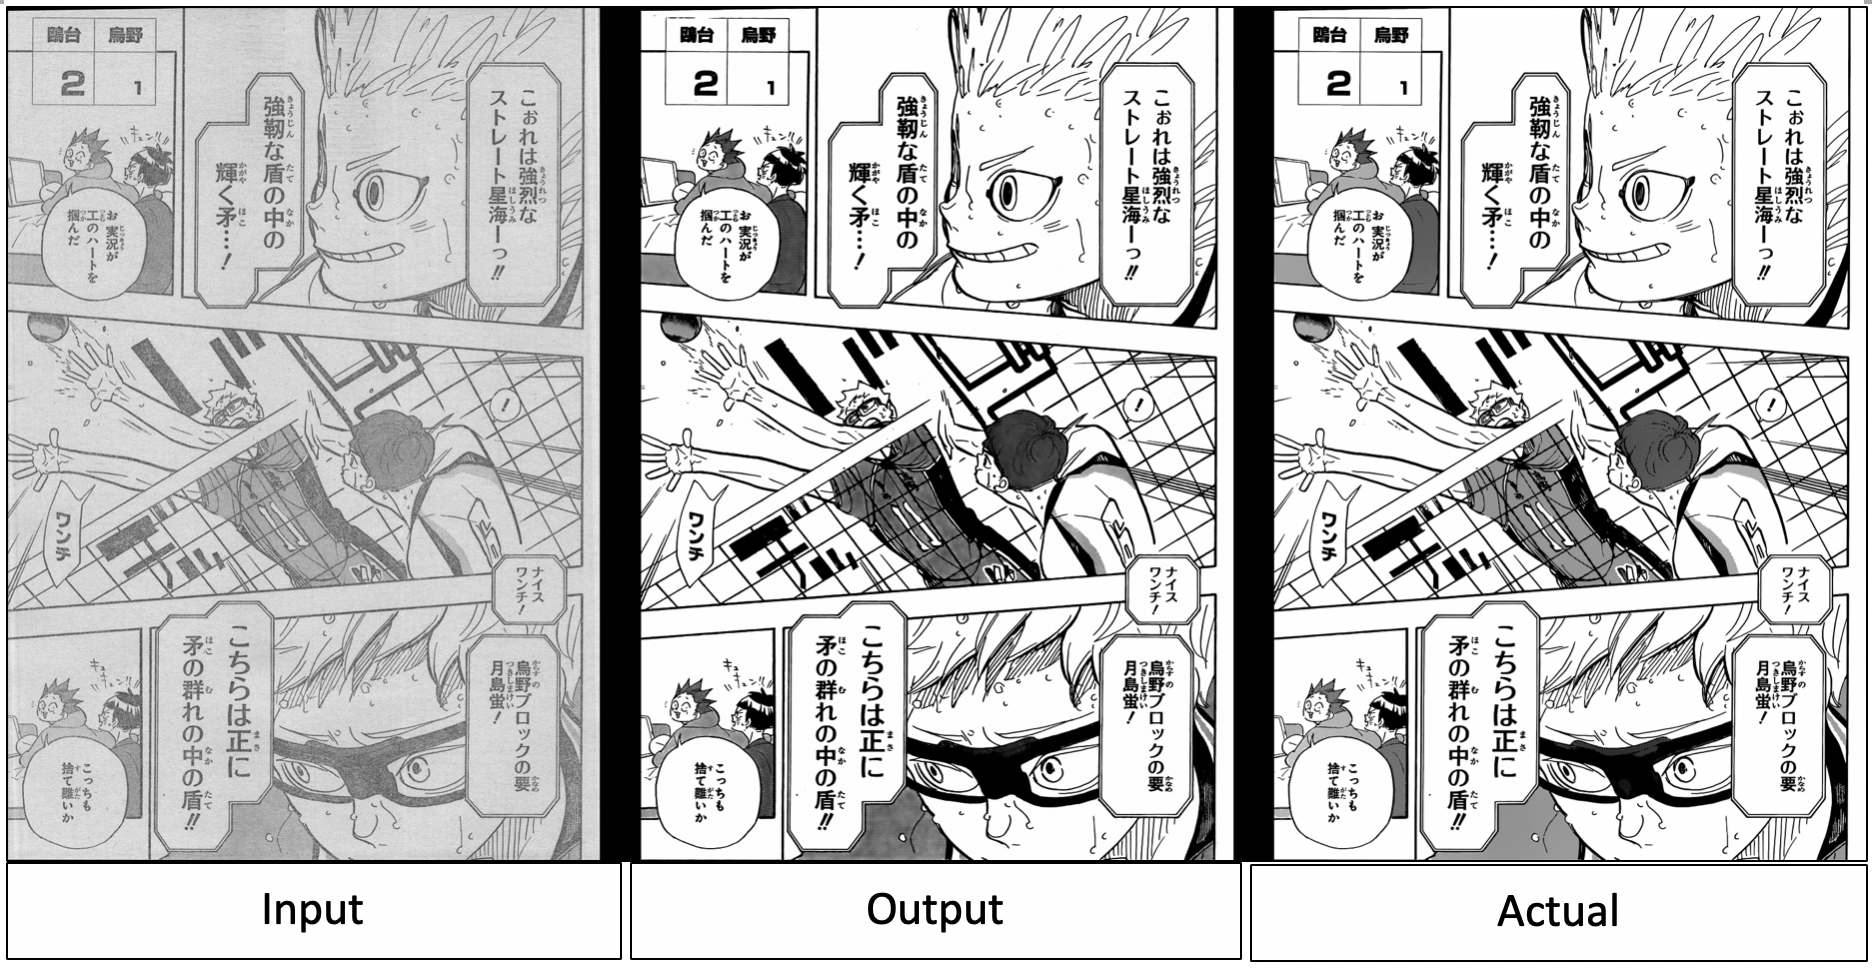 鷗台 烏野
2 1
こぉれは強烈な
ストレート星海ーっ!!
強靭な盾の中の
輝く矛…!
キュン!!
お実況が
工のハートを
掴んだ
!
ワンチ
ナイス
ワンチ!
烏野ブロックの要
月島螢!
こちらは正に
矛の群れの中の盾!!
キュン!!
こっちも
捨て難いか
Input
鷗台 烏野
2 1
こぉれは強烈な
ストレート星海ーっ!!
強靭な盾の中の
輝く矛…!
キュン!!
お実況が
工のハートを
掴んだ
!
ワンチ
ナイス
ワンチ!
烏野ブロックの要
月島螢!
こちらは正に
矛の群れの中の盾!!
キュン!!
こっちも
捨て難いか
Output
鷗台 烏野
2 1
こぉれは強烈な
ストレート星海ーっ!!
強靭な盾の中の
輝く矛…!
キュン!!
お実況が
工のハートを
掴んだ
!
ワンチ
ナイス
ワンチ!
烏野ブロックの要
月島螢!
こちらは正に
矛の群れの中の盾!!
キュン!!
こっちも
捨て難いか
Actual